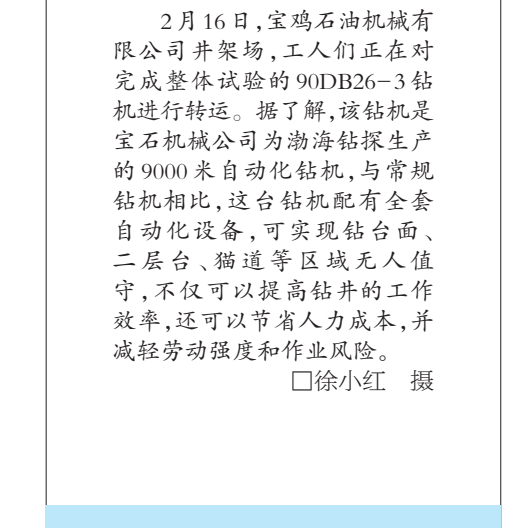 2月16日,宝鸡石油机械有
限公司井架场,工人们正在对
完成整体试验的90DB26-3钻
机进行转运。据了解,该钻机是
宝石机械公司为渤海钻探生产
的9000米自动化钻机,与常规
钻机相比,这台钻机配有全套
自动化设备,可实现钻台面、
二层台、猫道等区域无人值
守,不仅可以提高钻井的工作
效率,还可以节省人力成本,并
减轻劳动强度和作业风险。
□徐小红　摄